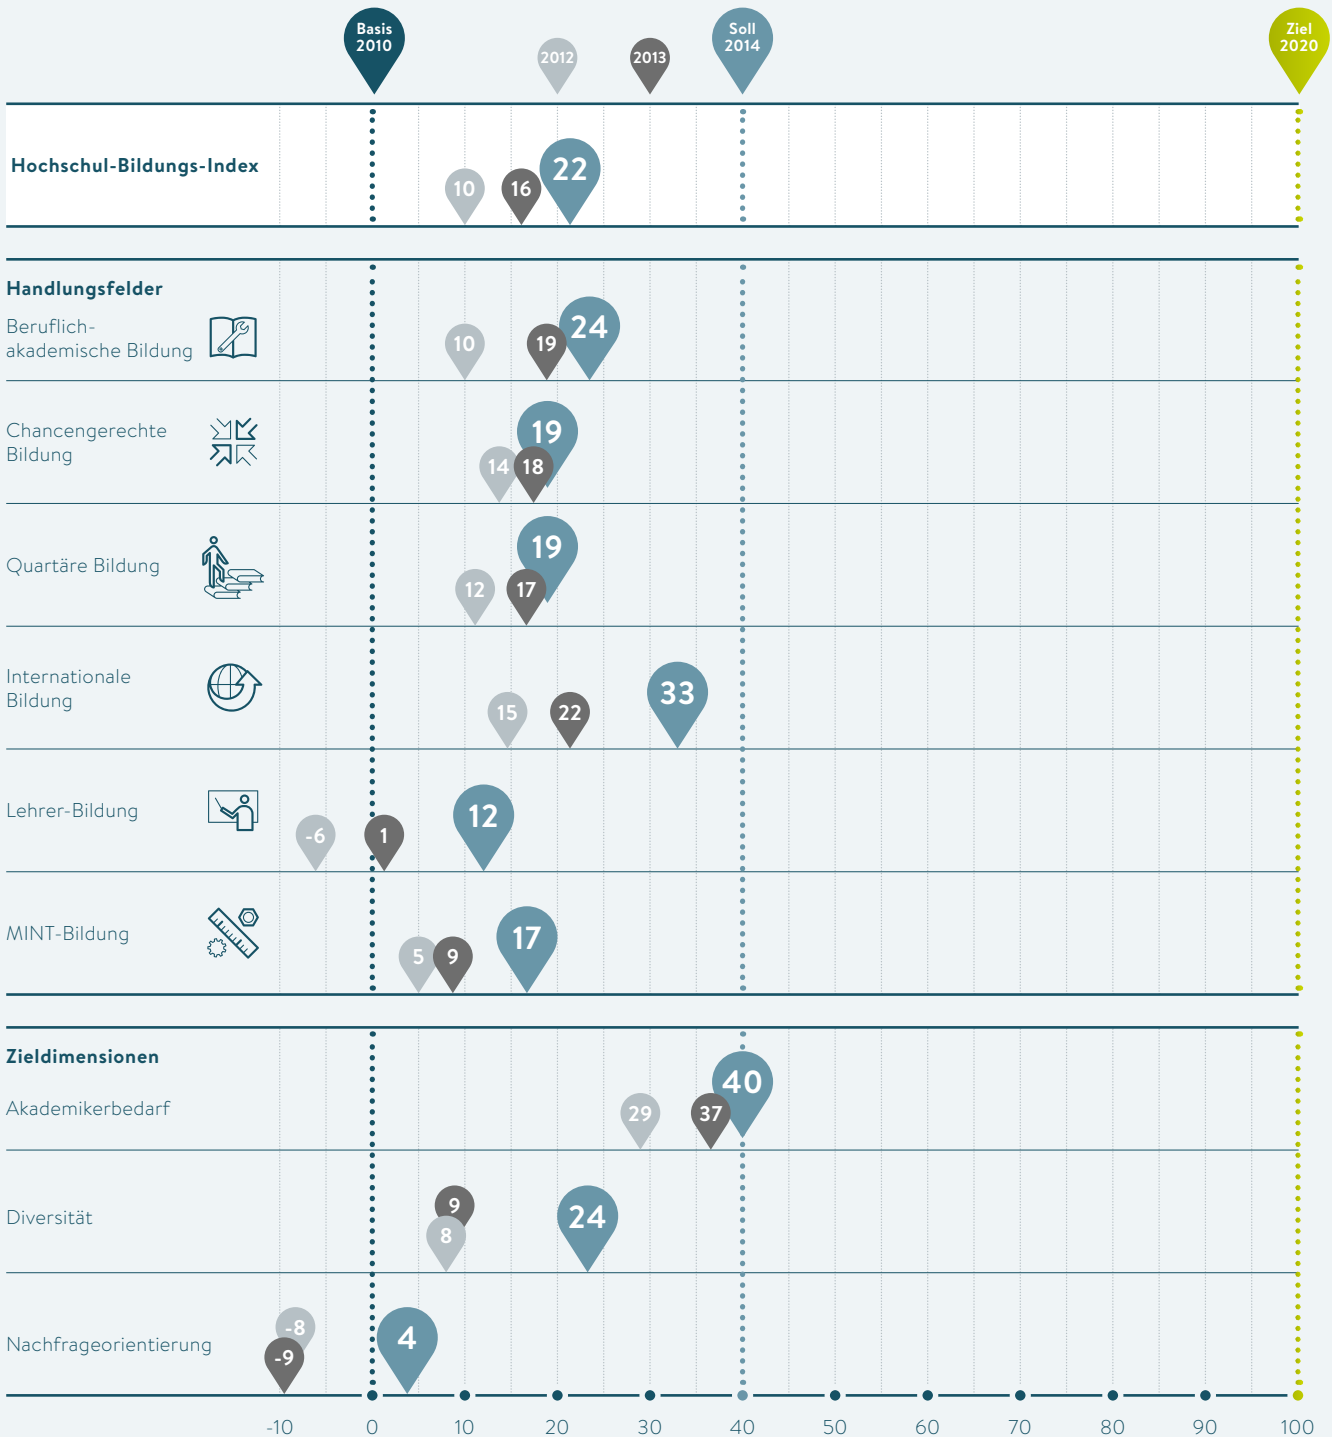 Basis
2010
2012
2013
Soll
2014
Ziel
2020
Hochschul-Bildungs-Index
10
16
22
Handlungsfelder
Beruflich-
akademische Bildung
10
19
24
Chancengerechte
Bildung
14
18
19
Quartäre Bildung
12
17
19
Internationale
Bildung
15
22
33
Lehrer-Bildung
-6
1
12
MINT-Bildung
5
9
17
Zieldimensionen
Akademikerbedarf
29
37
40
Diversität
9
8
24
Nachfrageorientierung
-8
-9
4
-10 0 10 20 30 40 50 60 70 80 90 100